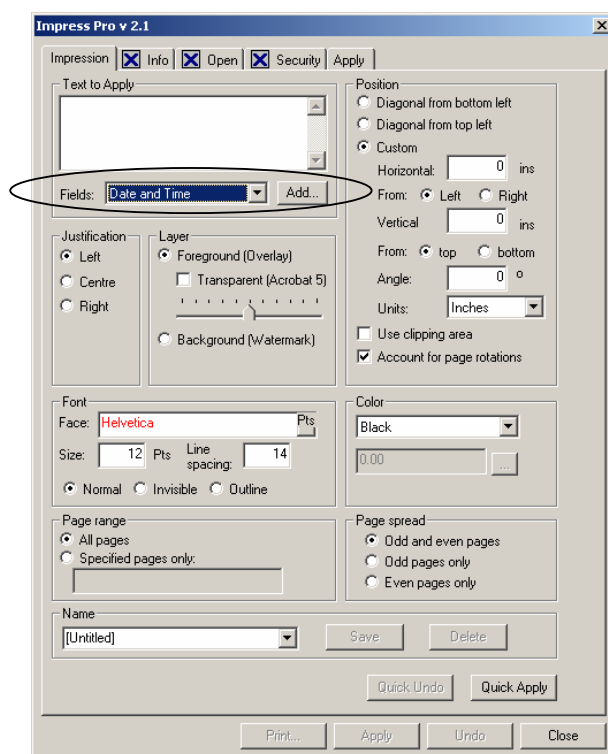 Impress Pro v 2.1
Impression Info Open Security Apply
Text to Apply
Fields: Date and Time Add...
Position
Diagonal from bottom left
Diagonal from top left
Custom
Horizontal: 0 ins
From: Left Right
Vertical 0 ins
From: top bottom
Angle: 0 o
Units: Inches
Use clipping area
Account for page rotations
Justification
Left
Centre
Right
Layer
Foreground (Overlay)
Transparent (Acrobat 5)
Background (Watermark)
Font
Face: Helvetica Pts
Size: 12 Pts Line spacing: 14
Normal Invisible Outline
Color
Black
0.00 ...
Page range
All pages
Specified pages only:
Page spread
Odd and even pages
Odd pages only
Even pages only
Name
[Untitled] Save Delete
Quick Undo Quick Apply
Print... Apply Undo Close